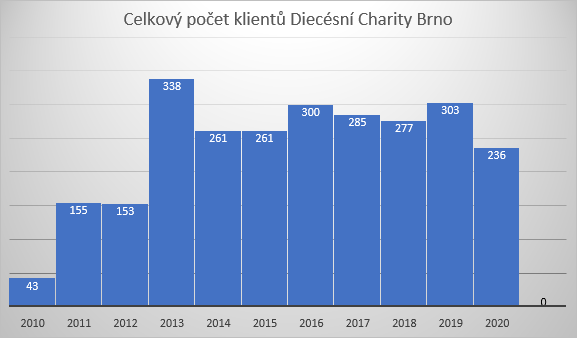 Celkový počet klientů Diecésní Charity Brno
43 155 153 338 261 261 300 285 277 303 236 0
2010 2011 2012 2013 2014 2015 2016 2017 2018 2019 2020